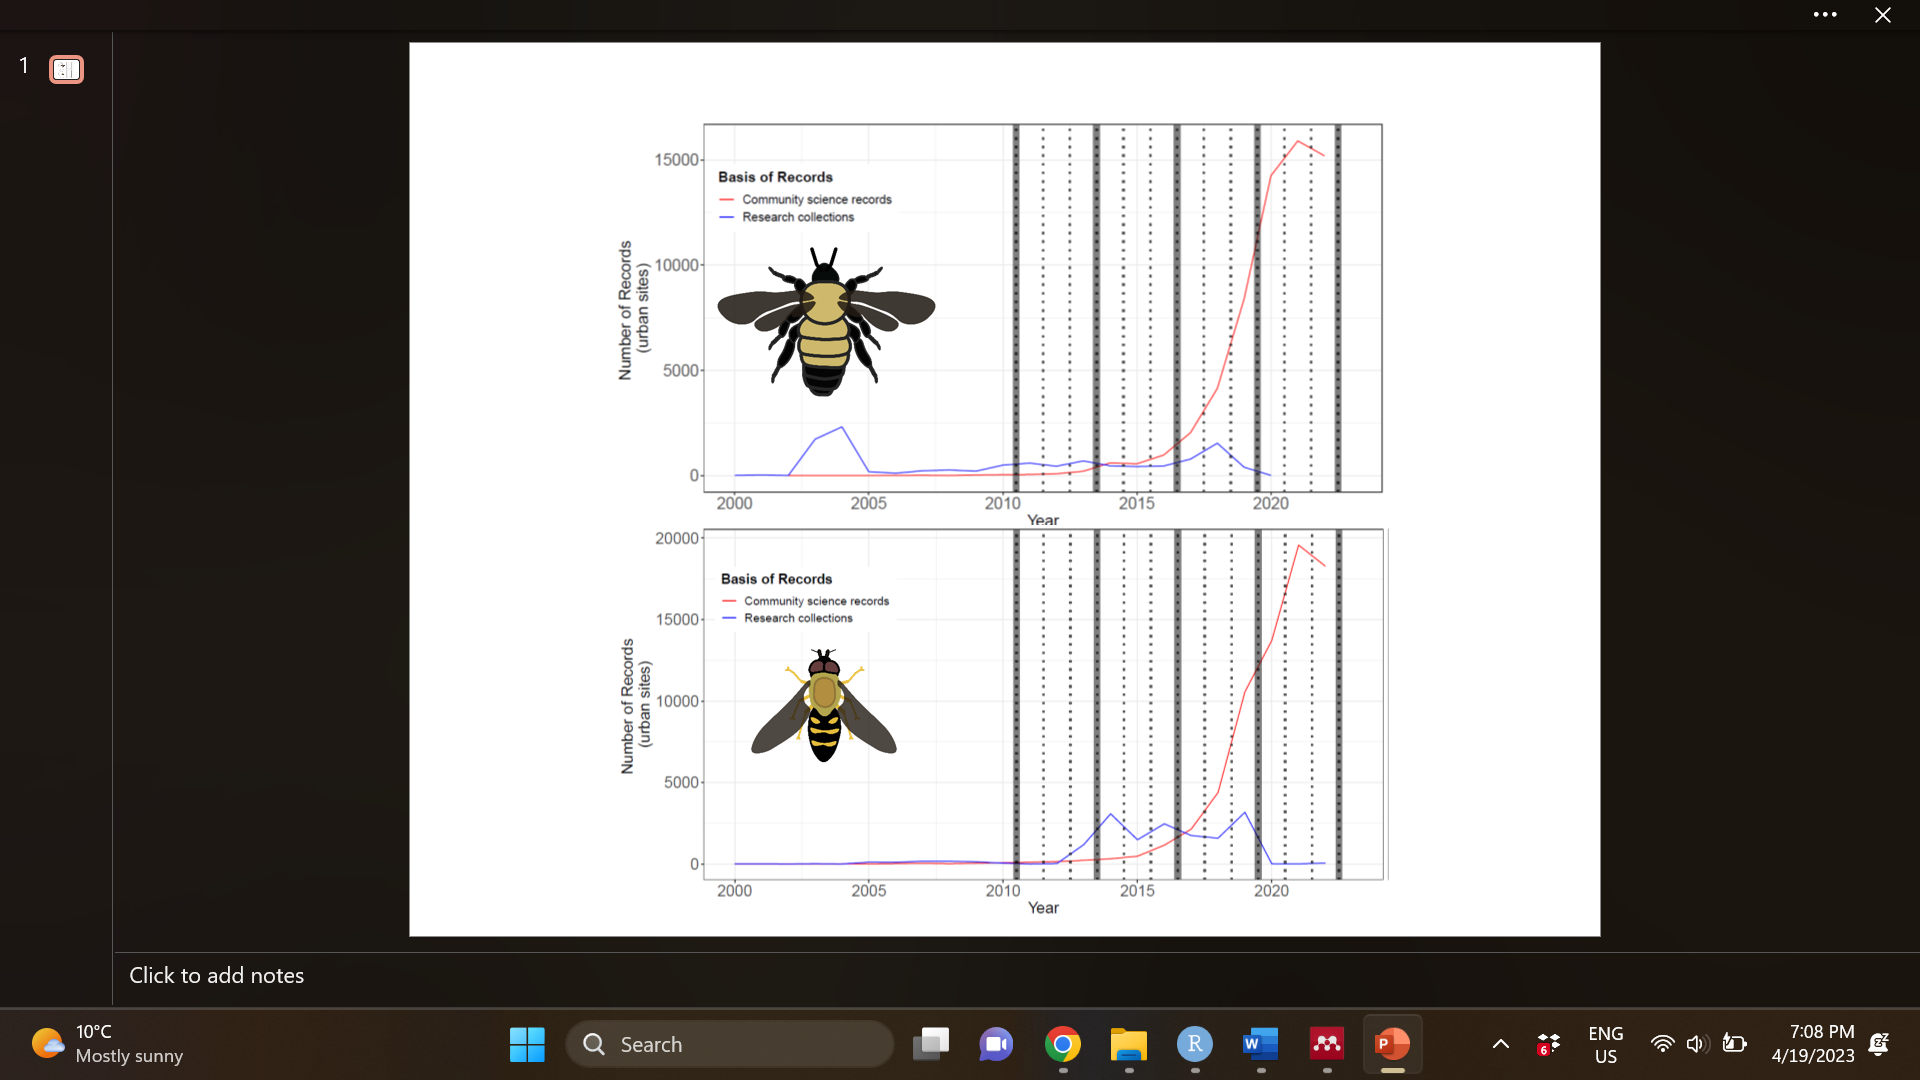 1
15000
10000
5000
0
Number of Records
(urban sites)
Basis of Records
Community science records
Research collections
2000 2005 2010 2015 2020
Year
20000
15000
10000
5000
0
Number of Records
(urban sites)
Basis of Records
Community science records
Research collections
2000 2005 2010 2015 2020
Year
Click to add notes
10°C
Mostly sunny
Search
R
W
P
6
ENG
US
7:08 PM
4/19/2023